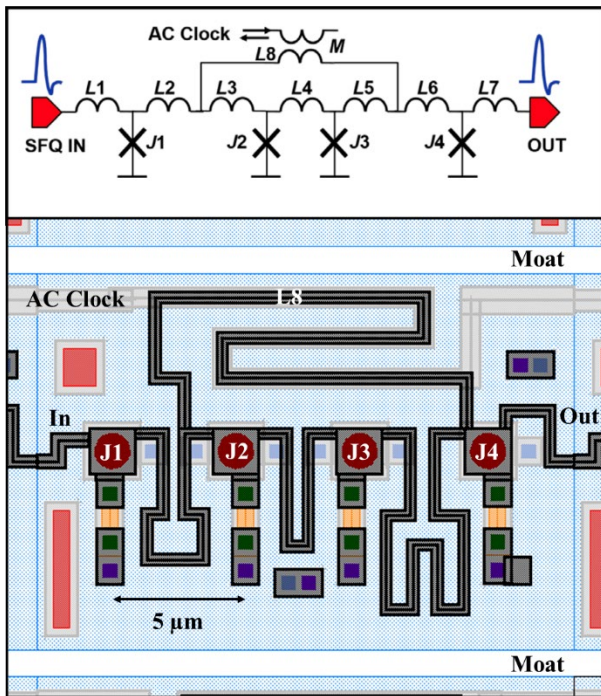 AC Clock
M
L8
L1
L2
L3
L4
L5
L6
L7
SFQ IN
J1
J2
J3
J4
OUT
Moat
AC Clock
L8
In
Out
J1
J2
J3
J4
5 µm
Moat